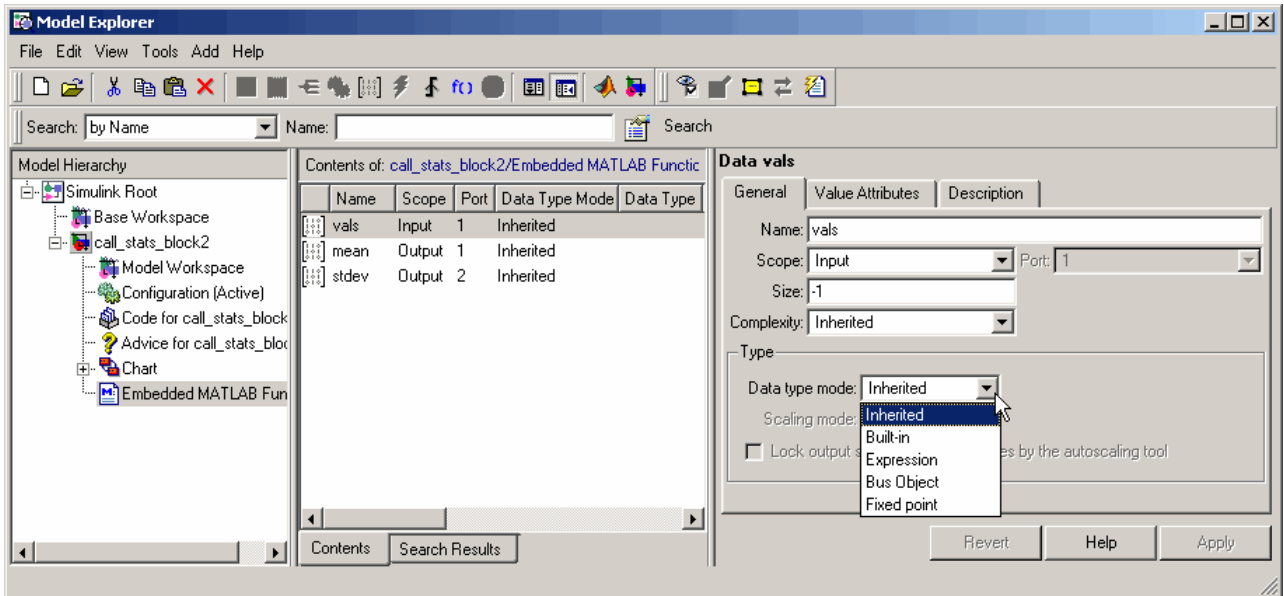 Model Explorer
File Edit View Tools Add Help
Search: by Name Name: Search
Model Hierarchy
Simulink Root
Base Workspace
call_stats_block2
Model Workspace
Configuration (Active)
Code for call_stats_block
Advice for call_stats_bloc
Chart
Embedded MATLAB Fun
Contents of: call_stats_block2/Embedded MATLAB Functic
Name Scope Port Data Type Mode Data Type
vals Input 1 Inherited
mean Output 1 Inherited
stdev Output 2 Inherited
Contents Search Results
Data vals
General Value Attributes Description
Name: vals
Scope: Input Port: 1
Size: -1
Complexity: Inherited
Type
Data type mode: Inherited
Scaling mode: Inherited
Built-in
Lock output s es by the autoscaling tool
Expression
Bus Object
Fixed point
Revert Help Apply